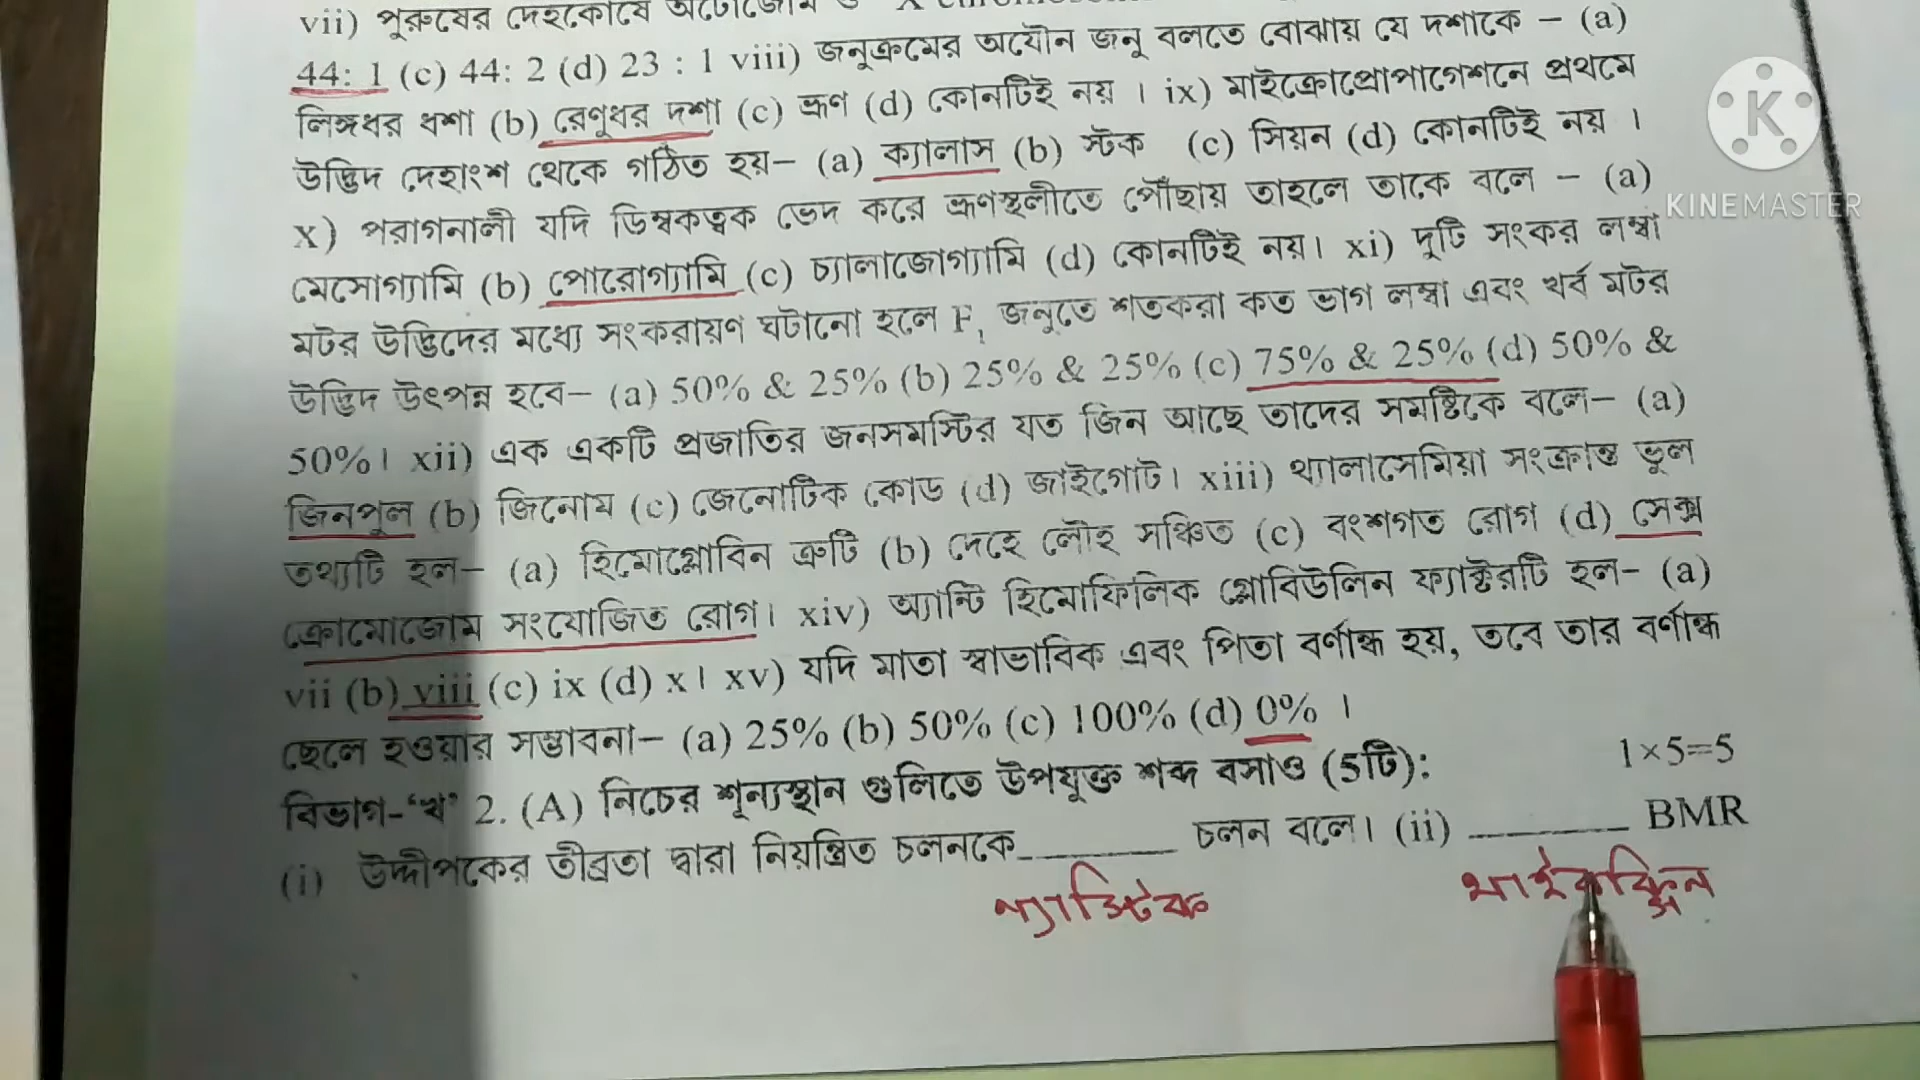 vii) পুরুষের দেহকোষে অটোজোম ও X
44: 1 (c) 44: 2 (d) 23 : 1 viii) জনুক্রমের অযৌন জনু বলতে বোঝায় যে দশাকে – (a)
লিঙ্গধর ধশা (b) রেণুধর দশা (c) ভ্রূণ (d) কোনটিই নয় । ix) মাইক্রোপ্রোপাগেশনে প্রথমে
উদ্ভিদ দেহাংশ থেকে গঠিত হয়– (a) ক্যালাস (b) স্টক (c) সিয়ন (d) কোনটিই নয় ।
x) পরাগনালী যদি ডিম্বকত্বক ভেদ করে ভ্রূণস্থলীতে পৌঁছায় তাহলে তাকে বলে – (a)
মেসোগ্যামি (b) পোরোগ্যামি (c) চ্যালাজোগ্যামি (d) কোনটিই নয়। xi) দুটি সংকর লম্বা
মটর উদ্ভিদের মধ্যে সংকরায়ণ ঘটানো হলে F₁ জনুতে শতকরা কত ভাগ লম্বা এবং খর্ব মটর
উদ্ভিদ উৎপন্ন হবে– (a) 50% & 25% (b) 25% & 25% (c) 75% & 25% (d) 50% &
50%। xii) এক একটি প্রজাতির জনসমস্টির যত জিন আছে তাদের সমষ্টিকে বলে– (a)
জিনপুল (b) জিনোম (c) জেনোটিক কোড (d) জাইগোট। xiii) থ্যালাসেমিয়া সংক্রান্ত ভুল
তথ্যটি হল– (a) হিমোগ্লোবিন ত্রুটি (b) দেহে লৌহ সঞ্চিত (c) বংশগত রোগ (d) সেক্স
ক্রোমোজোম সংযোজিত রোগ। xiv) অ্যান্টি হিমোফিলিক গ্লোবিউলিন ফ্যাক্টরটি হল– (a)
vii (b) viii (c) ix (d) x। xv) যদি মাতা স্বাভাবিক এবং পিতা বর্ণান্ধ হয়, তবে তার বর্ণান্ধ
ছেলে হওয়ার সম্ভাবনা– (a) 25% (b) 50% (c) 100% (d) 0% ।
বিভাগ-‘খ’ 2. (A) নিচের শূন্যস্থান গুলিতে উপযুক্ত শব্দ বসাও (5টি): 1×5=5
(i) উদ্দীপকের তীব্রতা দ্বারা নিয়ন্ত্রিত চলনকে________ চলন বলে। (ii) ________ BMR
ন্যাস্টিক থাইরক্সিন
K
KINEMASTER